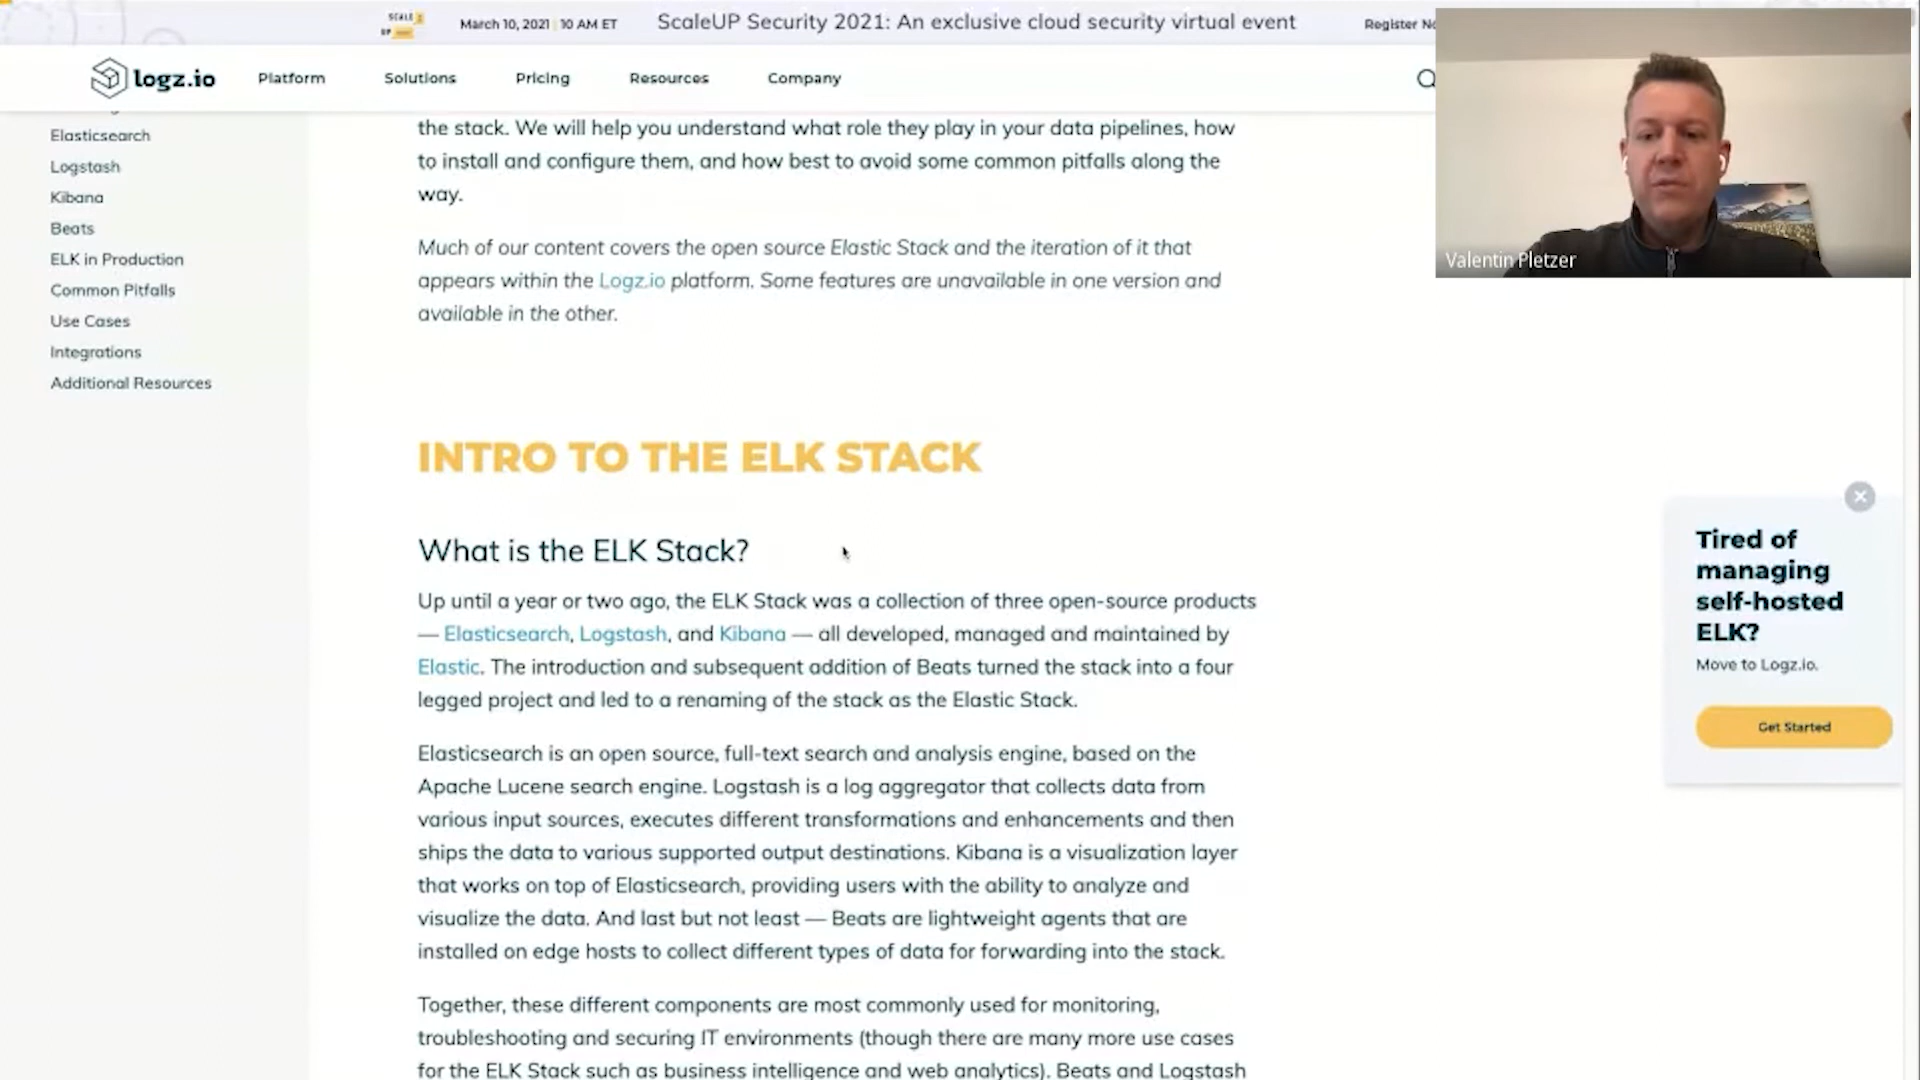 SCALE
UP
March 10, 2021 | 10 AM ET
ScaleUP Security 2021: An exclusive cloud security virtual event
Register
logz.io
Platform
Solutions
Pricing
Resources
Company
Elasticsearch
Logstash
Kibana
Beats
ELK in Production
Common Pitfalls
Use Cases
Integrations
Additional Resources
the stack. We will help you understand what role they play in your data pipelines, how
to install and configure them, and how best to avoid some common pitfalls along the
way.
Much of our content covers the open source Elastic Stack and the iteration of it that
appears within the Logz.io platform. Some features are unavailable in one version and
available in the other.
INTRO TO THE ELK STACK
What is the ELK Stack?
Up until a year or two ago, the ELK Stack was a collection of three open-source products
— Elasticsearch, Logstash, and Kibana — all developed, managed and maintained by
Elastic. The introduction and subsequent addition of Beats turned the stack into a four
legged project and led to a renaming of the stack as the Elastic Stack.
Elasticsearch is an open source, full-text search and analysis engine, based on the
Apache Lucene search engine. Logstash is a log aggregator that collects data from
various input sources, executes different transformations and enhancements and then
ships the data to various supported output destinations. Kibana is a visualization layer
that works on top of Elasticsearch, providing users with the ability to analyze and
visualize the data. And last but not least — Beats are lightweight agents that are
installed on edge hosts to collect different types of data for forwarding into the stack.
Together, these different components are most commonly used for monitoring,
troubleshooting and securing IT environments (though there are many more use cases
for the ELK Stack such as business intelligence and web analytics). Beats and Logstash
Valentin Pletzer
Tired of
managing
self-hosted
ELK?
Move to Logz.io.
Get Started